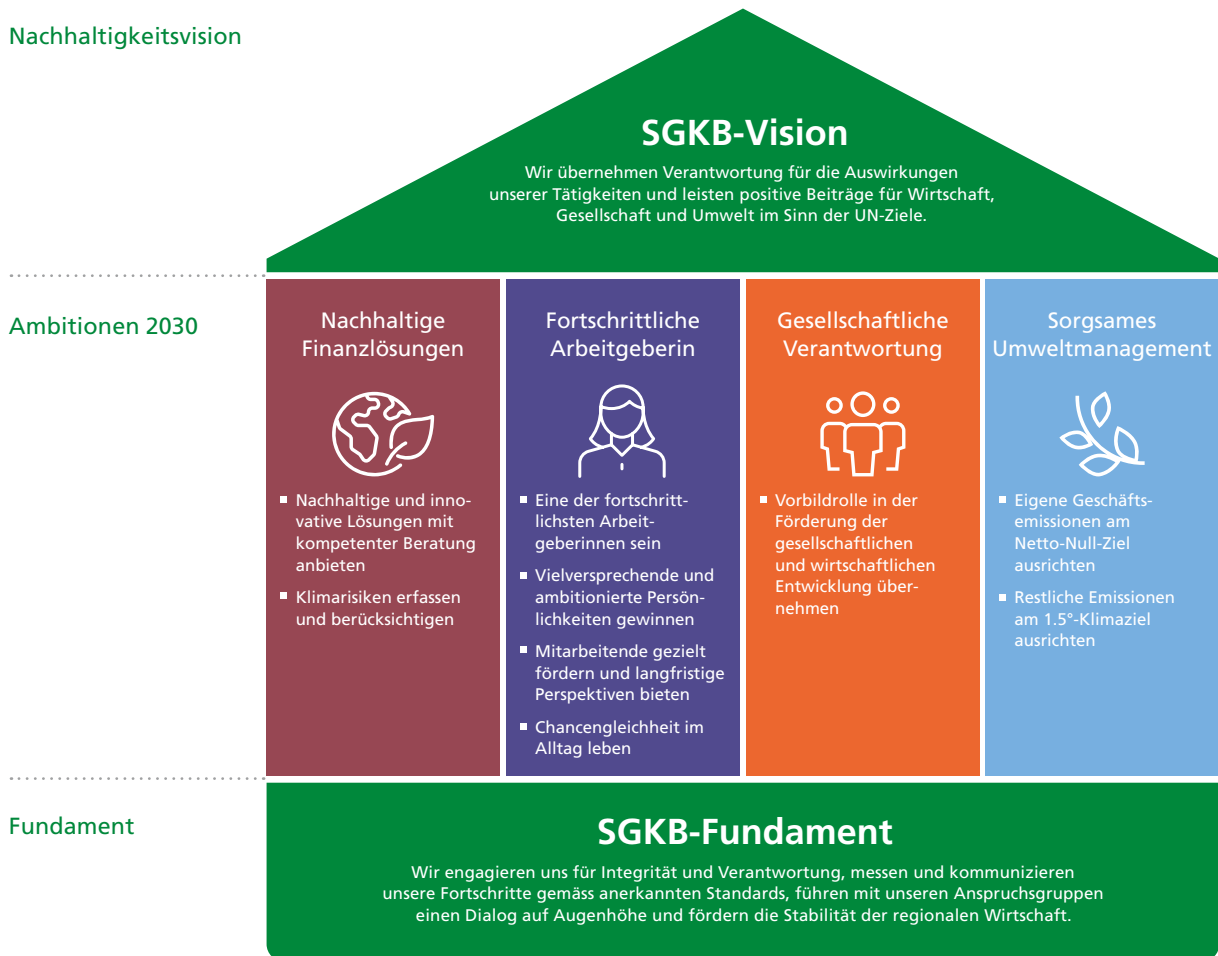 Nachhaltigkeitsvision
SGKB-Vision
Wir übernehmen Verantwortung für die Auswirkungen
unserer Tätigkeiten und leisten positive Beiträge für Wirtschaft,
Gesellschaft und Umwelt im Sinn der UN-Ziele.
Ambitionen 2030
Nachhaltige
Finanzlösungen
Nachhaltige und inno-
vative Lösungen mit
kompetenter Beratung
anbieten
Klimarisiken erfassen
und berücksichtigen
Fortschrittliche
Arbeitgeberin
Eine der fortschritt-
lichsten Arbeit-
geberinnen sein
Vielversprechende und
ambitionierte Persön-
lichkeiten gewinnen
Mitarbeitende gezielt
fördern und langfristige
Perspektiven bieten
Chancengleichheit im
Alltag leben
Gesellschaftliche
Verantwortung
Vorbildrolle in der
Förderung der
gesellschaftlichen
und wirtschaftlichen
Entwicklung über-
nehmen
Sorgsames
Umweltmanagement
Eigene Geschäfts-
emissionen am
Netto-Null-Ziel
ausrichten
Restliche Emissionen
am 1.5°-Klimaziel
ausrichten
Fundament
SGKB-Fundament
Wir engagieren uns für Integrität und Verantwortung, messen und kommunizieren
unsere Fortschritte gemäss anerkannten Standards, führen mit unseren Anspruchsgruppen
einen Dialog auf Augenhöhe und fördern die Stabilität der regionalen Wirtschaft.